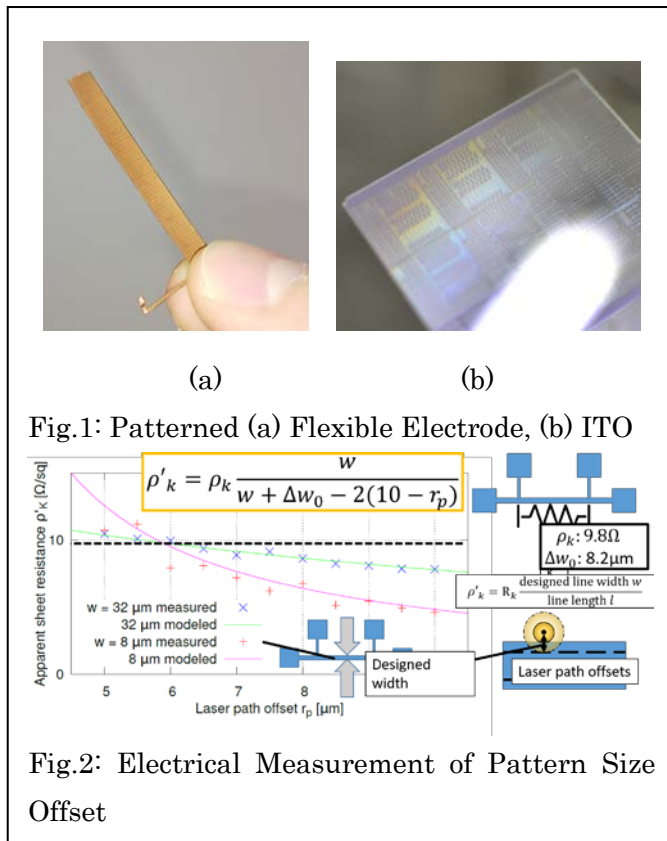 (a) (b)
Fig.1: Patterned (a) Flexible Electrode, (b) ITO
ρ'ₖ = ρₖ w / (w + Δw₀ − 2(10 − rₚ))
Apparent sheet resistance ρ'K [Ω/sq]
10
0
w = 32 μm measured
32 μm modeled
w = 8 μm measured
8 μm modeled
5 6 7 8
Laser path offset rₚ [μm]
Designed
width
ρₖ: 9.8Ω
Δw₀: 8.2μm
ρ'ₖ = Rₖ designed line width w / line length l
Laser path offsets
Fig.2: Electrical Measurement of Pattern Size
Offset